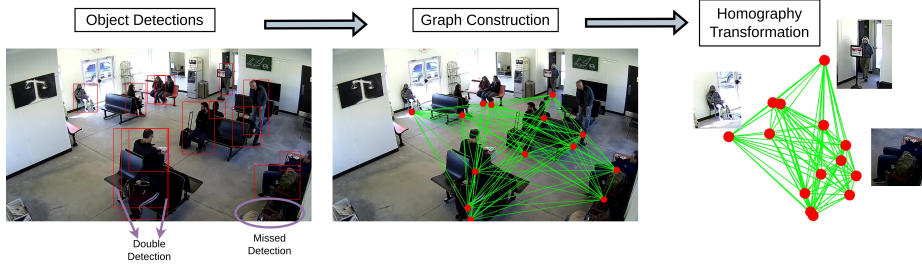 Object Detections
Graph Construction
Homography
Transformation
Double
Detection
Missed
Detection